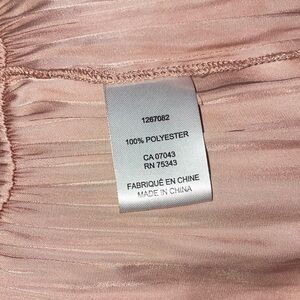 1267082
100% POLYESTER
CA 07043
RN 75343
FABRIQUÉ EN CHINE
MADE IN CHINA